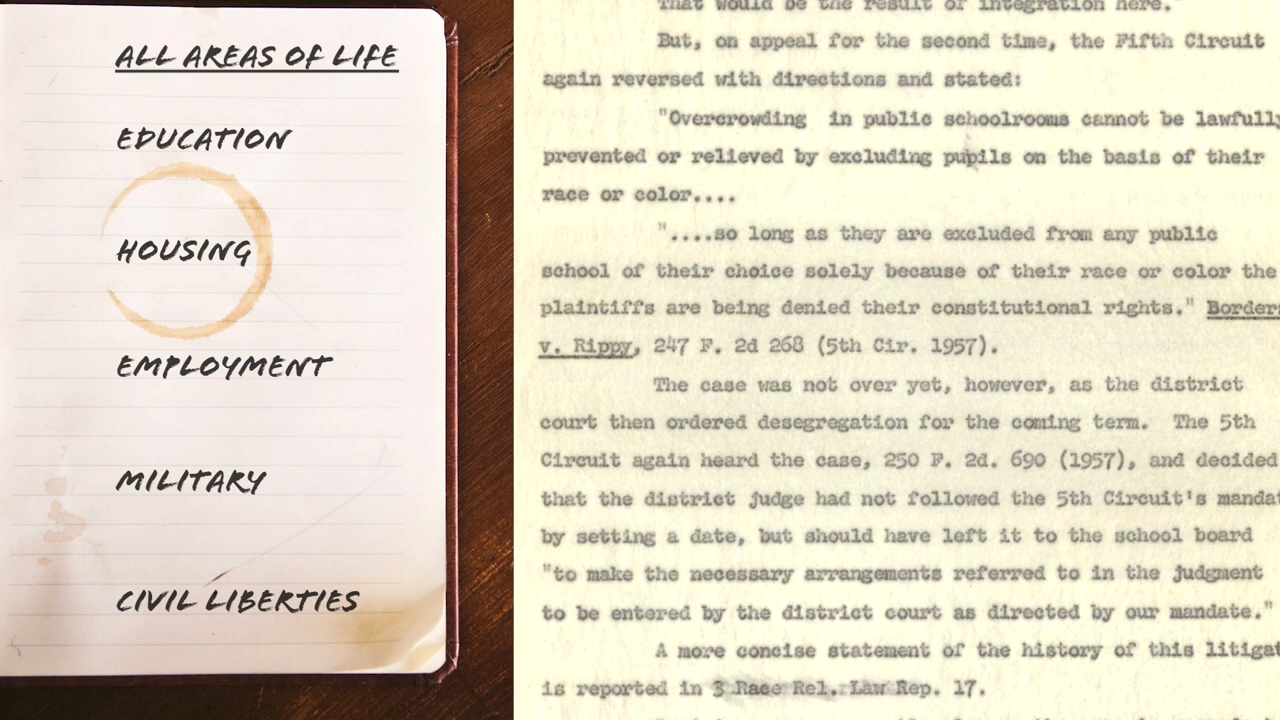 ALL AREAS OF LIFE
EDUCATION
HOUSING
EMPLOYMENT
MILITARY
CIVIL LIBERTIES
That would be the result of integration here."
But, on appeal for the second time, the Fifth Circuit
again reversed with directions and stated:
"Overcrowding in public schoolrooms cannot be lawfully
prevented or relieved by excluding pupils on the basis of their
race or color....
"....so long as they are excluded from any public
school of their choice solely because of their race or color the
plaintiffs are being denied their constitutional rights."
v. Rippy, 247 F. 2d 268 (5th Cir. 1957).
The case was not over yet, however, as the district
court then ordered desegregation for the coming term. The 5th
Circuit again heard the case, 250 F. 2d. 690 (1957), and decided
that the district judge had not followed the 5th Circuit's
by setting a date, but should have left it to the school board
"to make the necessary arrangements referred to in the judgment
to be entered by the district court as directed by our mandate."
A more concise statement of the history of this
is reported in 3 Race Rel. Law Rep. 17.